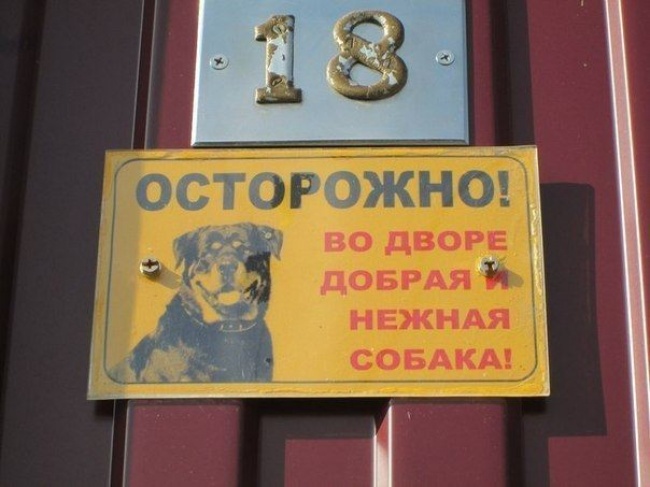 18
ОСТОРОЖНО!
ВО ДВОРЕ
ДОБРАЯ И
НЕЖНАЯ
СОБАКА!